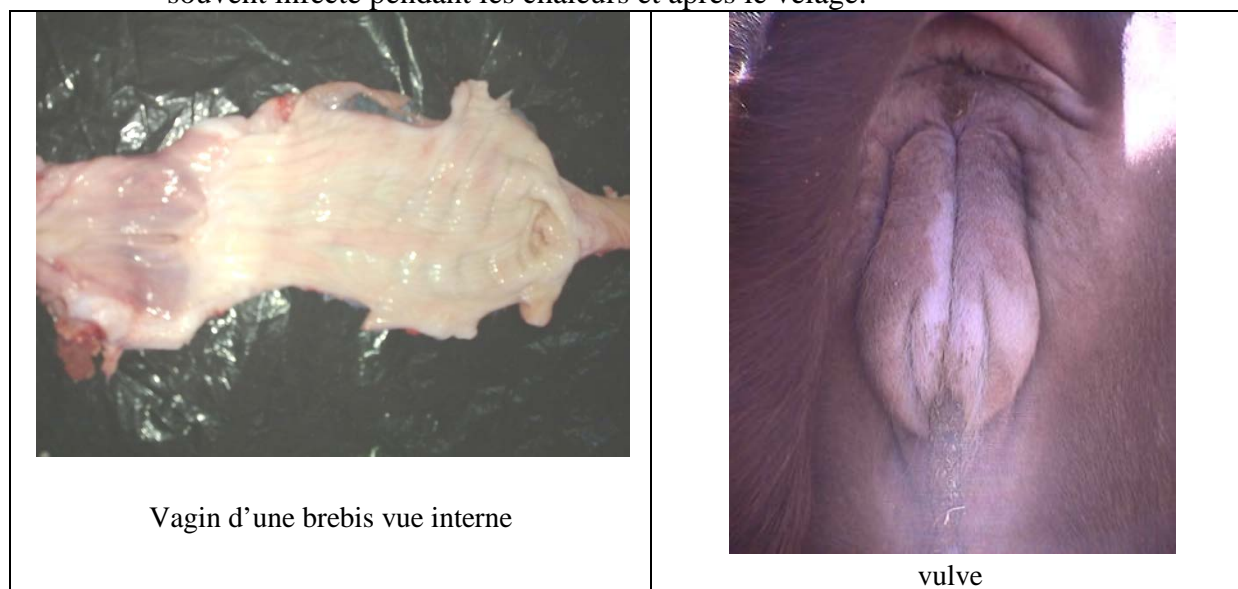 souvent infecté pendant les chaleurs et après le vêlage.
Vagin d’une brebis vue interne
vulve